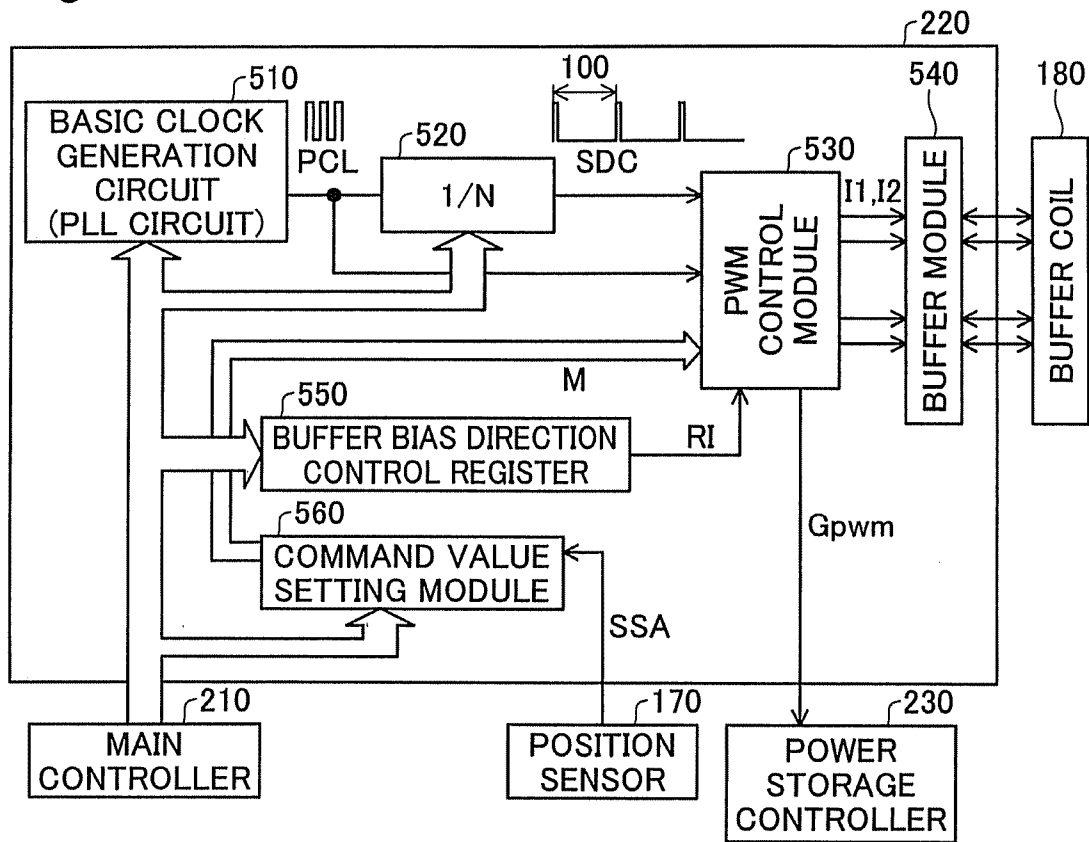 220
510
100
540
180
BASIC CLOCK
GENERATION
CIRCUIT
(PLL CIRCUIT)
PCL
520
1/N
SDC
530
PWM
CONTROL
MODULE
I1,I2
BUFFER MODULE
BUFFER COIL
M
550
BUFFER BIAS DIRECTION
CONTROL REGISTER
RI
560
COMMAND VALUE
SETTING MODULE
SSA
Gpwm
210
MAIN
CONTROLLER
170
POSITION
SENSOR
230
POWER
STORAGE
CONTROLLER